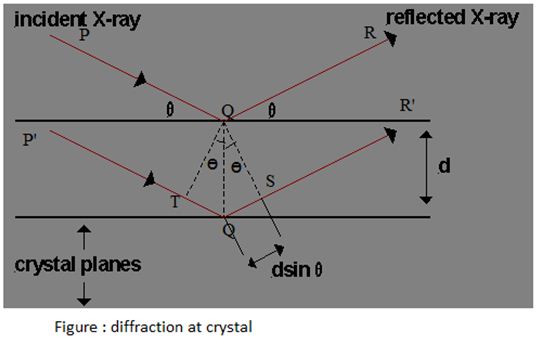 incident X-ray
reflected X-ray
P
R
θ
Q
θ
R'
P'
d
Θ
Θ
S
T
Q
dsin θ
crystal planes
Figure : diffraction at crystal